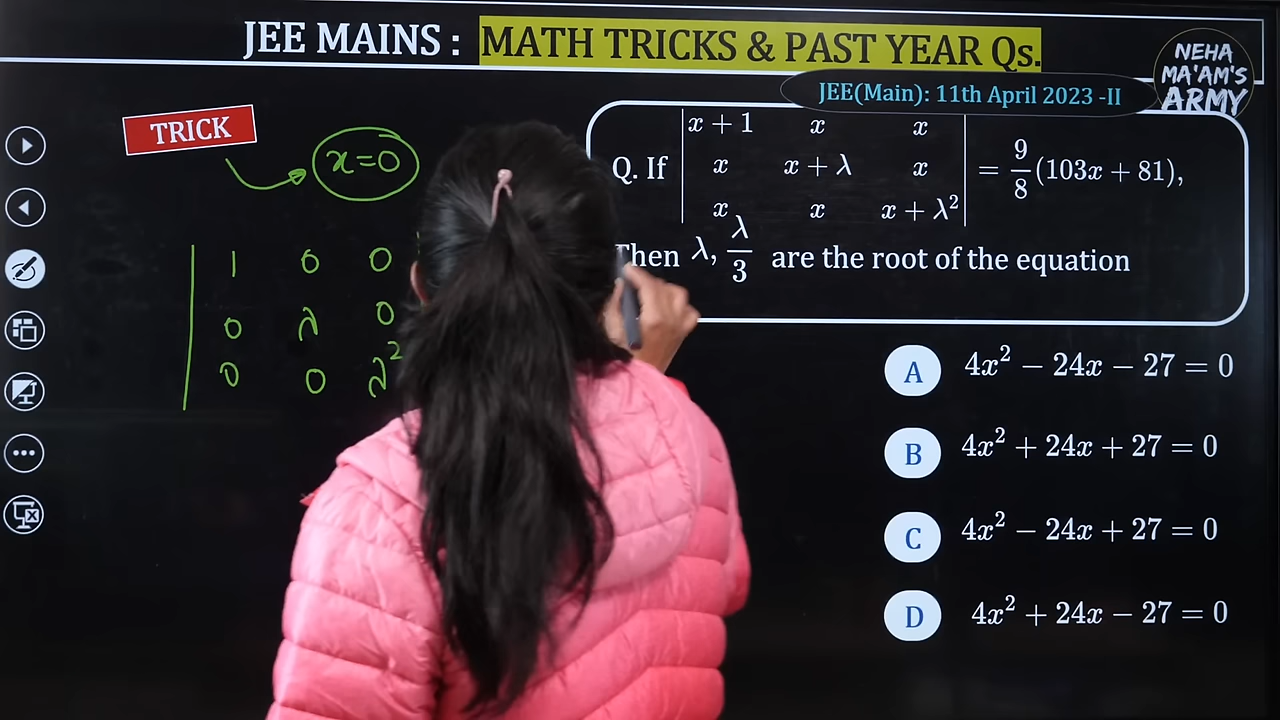 JEE MAINS : MATH TRICKS & PAST YEAR Qs.
NEHA
MA'AM'S
ARMY
JEE(Main): 11th April 2023 -II
TRICK
x=0
Q. If | x + 1 x x |
| x x + λ x | = 9/8 (103x + 81),
| x x x + λ² |
Then λ, λ/3 are the root of the equation
| 1 0 0
| 0 λ 0
| 0 0 λ²
A 4x² − 24x − 27 = 0
B 4x² + 24x + 27 = 0
C 4x² − 24x + 27 = 0
D 4x² + 24x − 27 = 0